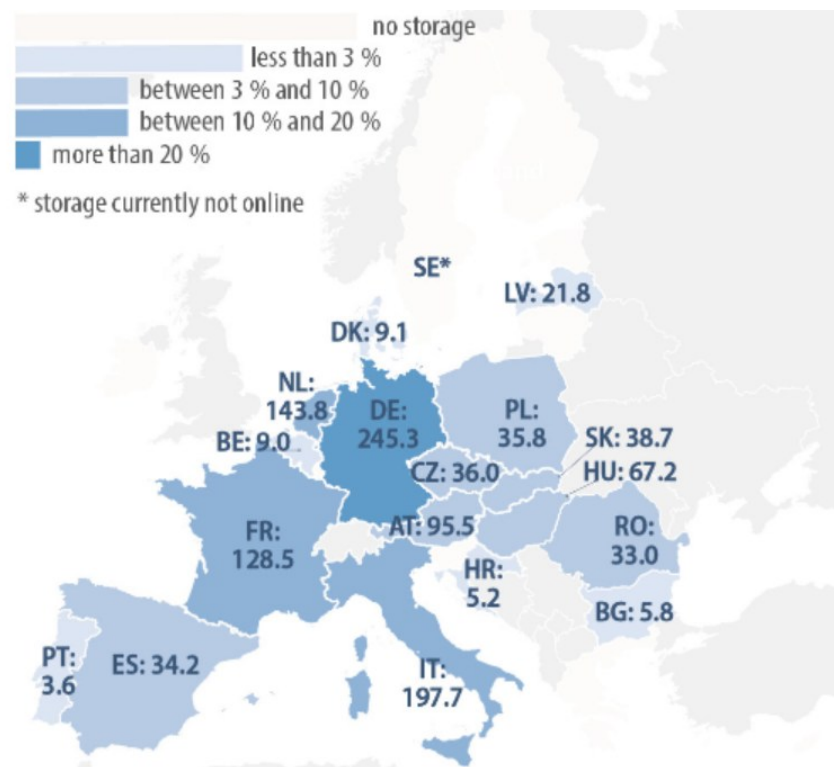 no storage
less than 3 %
between 3 % and 10 %
between 10 % and 20 %
more than 20 %
* storage currently not online
SE*
LV: 21.8
DK: 9.1
NL:
143.8
DE:
245.3
PL:
35.8
BE: 9.0
SK: 38.7
CZ: 36.0
HU: 67.2
FR:
128.5
AT: 95.5
RO:
33.0
HR:
5.2
BG: 5.8
PT:
3.6
ES: 34.2
IT:
197.7